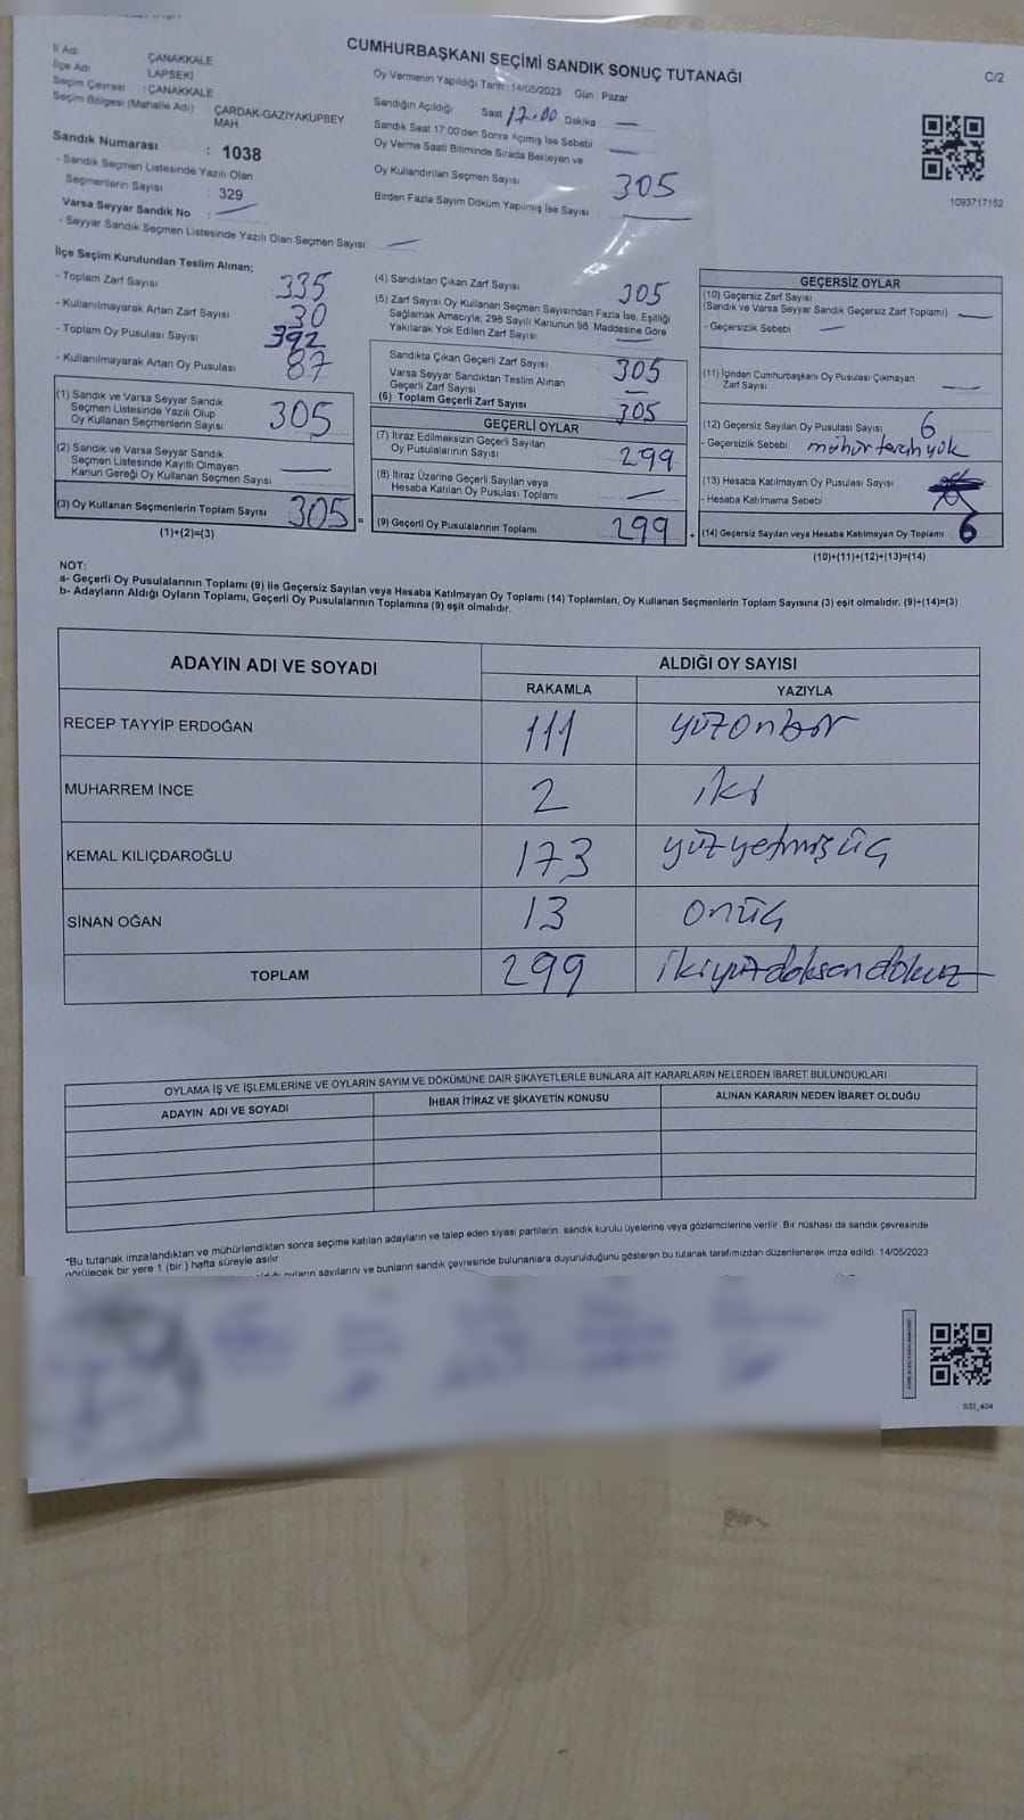 CUMHURBAŞKANI SEÇİMİ SANDIK SONUÇ TUTANAĞI
C/2
İl Adı ÇANAKKALE
İlçe Adı LAPSEKİ
Seçim Çevresi : ÇANAKKALE
Seçim Bölgesi (Mahalle Adı) ÇARDAK-GAZİYAKUPBEY MAH
Sandık Numarası : 1038
- Sandık Seçmen Listesinde Yazılı Olan
Seçmenlerin Sayısı : 329
Varsa Seyyar Sandık No : —
- Seyyar Sandık Seçmen Listesinde Yazılı Olan Seçmen Sayısı —
Oy Vermenin Yapıldığı Tarih : 14/05/2023 Gün : Pazar
Sandığın Açıldığı Saat 17.00 Dakika —
Sandık Saat 17:00'den Sonra Açımış İse Sebebi —
Oy Verme Saati Bitiminde Sırada Bekleyen ve
Oy Kullandırılan Seçmen Sayısı 305
Birden Fazla Sayım Döküm Yapılmış İse Sayısı —
1093717152
İlçe Seçim Kurulundan Teslim Alınan;
- Toplam Zarf Sayısı 335
- Kullanılmayarak Artan Zarf Sayısı 30
- Toplam Oy Pusulası Sayısı 392
- Kullanılmayarak Artan Oy Pusulası 87
(1) Sandık ve Varsa Seyyar Sandık
Seçmen Listesinde Yazılı Olup
Oy Kullanan Seçmenlerin Sayısı 305
(2) Sandık ve Varsa Seyyar Sandık
Seçmen Listesinde Kayıtlı Olmayan
Kanun Gereği Oy Kullanan Seçmen Sayısı —
(3) Oy Kullanan Seçmenlerin Toplam Sayısı 305 =
(1)+(2)=(3)
(4) Sandıktan Çıkan Zarf Sayısı 305
(5) Zarf Sayısı Oy Kullanan Seçmen Sayısından Fazla İse, Eşitliği
Sağlamak Amacıyla, 298 Sayılı Kanunun 98. Maddesine Göre
Yakılarak Yok Edilen Zarf Sayısı —
Sandıkta Çıkan Geçerli Zarf Sayısı 305
Varsa Seyyar Sandıktan Teslim Alınan
Geçerli Zarf Sayısı —
(6) Toplam Geçerli Zarf Sayısı 305
GEÇERLİ OYLAR
(7) İtiraz Edilmeksizin Geçerli Sayılan
Oy Pusulalarının Sayısı 299
(8) İtiraz Üzerine Geçerli Sayılan veya
Hesaba Katılan Oy Pusulası Toplamı —
(9) Geçerli Oy Pusulalarının Toplamı 299 +
GEÇERSİZ OYLAR
(10) Geçersiz Zarf Sayısı
(Sandık ve Varsa Seyyar Sandık Geçersiz Zarf Toplamı) —
- Geçersizlik Sebebi —
(11) İçinden Cumhurbaşkanı Oy Pusulası Çıkmayan
Zarf Sayısı —
(12) Geçersiz Sayılan Oy Pusulası Sayısı 6
- Geçersizlik Sebebi mühür tercih yok
(13) Hesaba Katılmayan Oy Pusulası Sayısı
- Hesaba Katılmama Sebebi
(14) Geçersiz Sayılan veya Hesaba Katılmayan Oy Toplamı 6
(10)+(11)+(12)+(13)=(14)
NOT:
a- Geçerli Oy Pusulalarının Toplamı (9) ile Geçersiz Sayılan veya Hesaba Katılmayan Oy Toplamı (14) Toplamları, Oy Kullanan Seçmenlerin Toplam Sayısına (3) eşit olmalıdır. (9)+(14)=(3)
b- Adayların Aldığı Oyların Toplamı, Geçerli Oy Pusulalarının Toplamına (9) eşit olmalıdır.
ADAYIN ADI VE SOYADI ALDIĞI OY SAYISI
RAKAMLA YAZIYLA
RECEP TAYYİP ERDOĞAN 111 yüzonbir
MUHARREM İNCE 2 iki
KEMAL KILIÇDAROĞLU 173 yüzyetmişüç
SİNAN OĞAN 13 onüç
TOPLAM 299 ikiyüzdoksandokuz
OYLAMA İŞ VE İŞLEMLERİNE VE OYLARIN SAYIM VE DÖKÜMÜNE DAİR ŞİKAYETLERLE BUNLARA AİT KARARLARIN NELERDEN İBARET BULUNDUKLARI
ADAYIN ADI VE SOYADI İHBAR İTİRAZ VE ŞİKAYETİN KONUSU ALINAN KARARIN NEDEN İBARET OLDUĞU
*Bu tutanak imzalandıktan ve mühürlendikten sonra seçime katılan adayların ve talep eden siyasi partilerin, sandık kurulu üyelerine veya gözlemcilerine verilir. Bir nüshası da sandık çevresinde
görülecek bir yere 1 (bir) hafta süreyle asılır.
oyların sayılarını ve bunların sandık çevresinde bulunanlara duyurulduğunu gösteren bu tutanak tarafımızdan düzenlenerek imza edildi. 14/05/2023